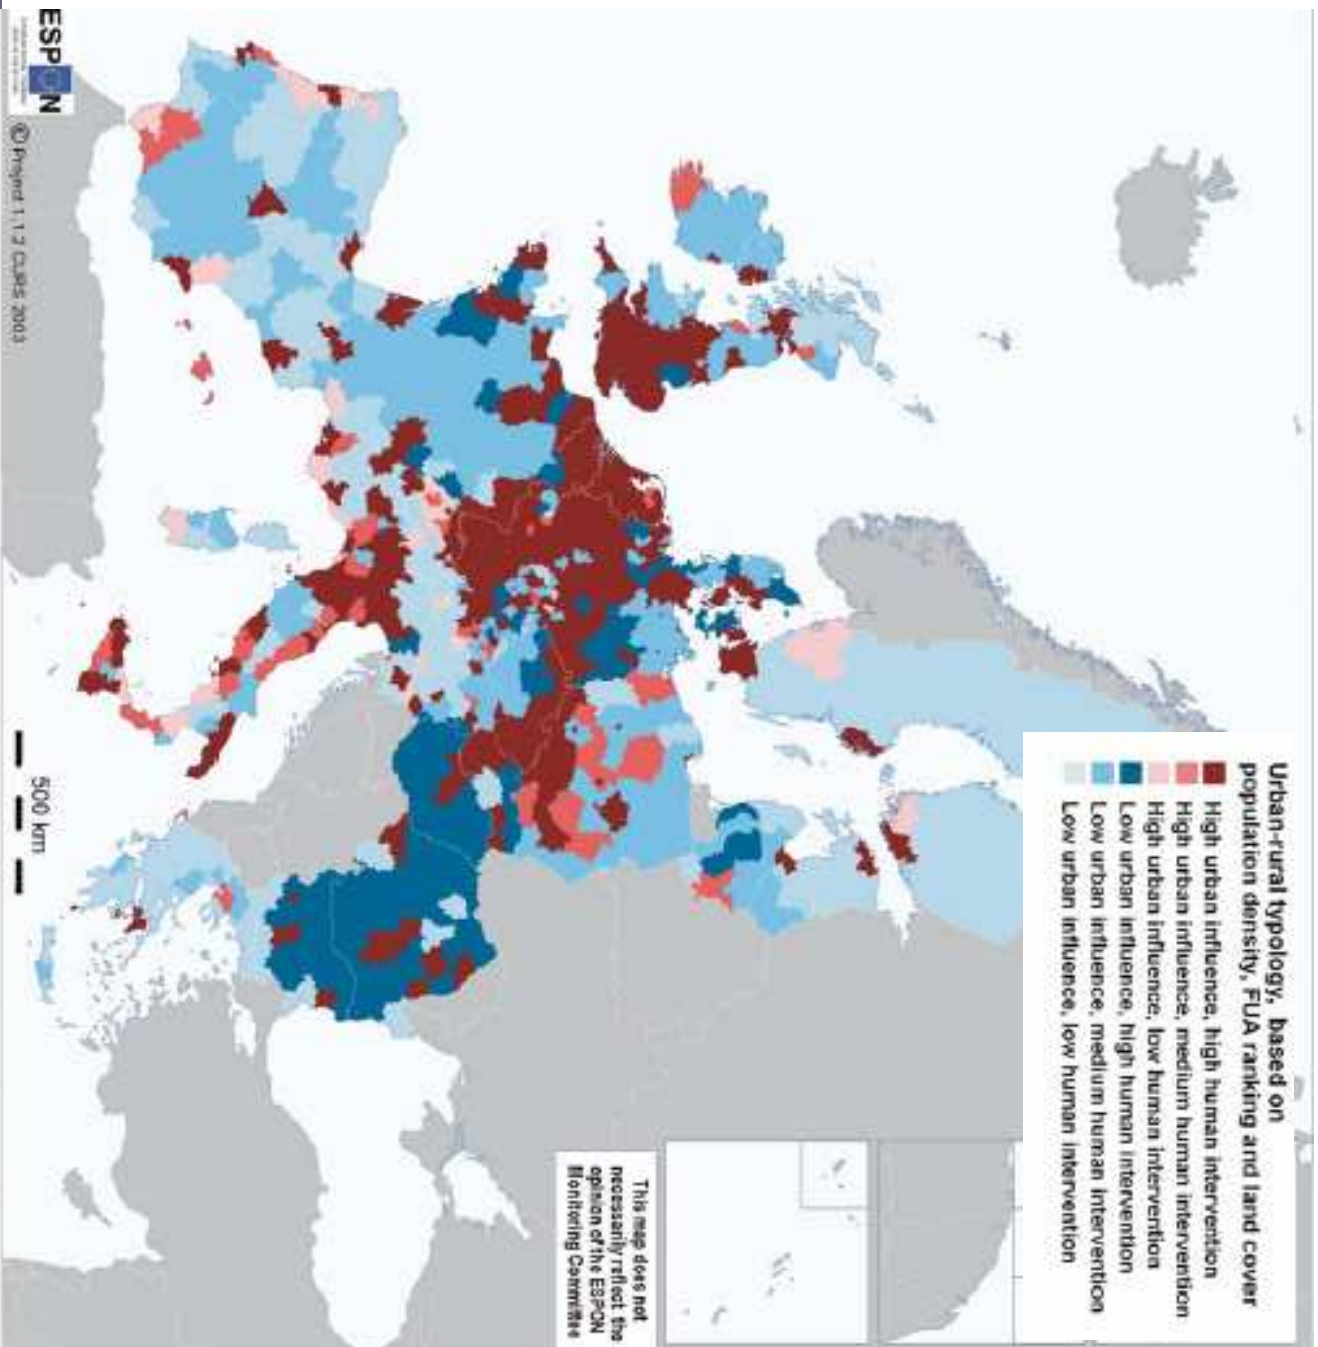 Urban-rural typology, based on
population density, FUA ranking and land cover
High urban influence, high human intervention
High urban influence, medium human intervention
High urban influence, low human intervention
Low urban influence, high human intervention
Low urban influence, medium human intervention
Low urban influence, low human intervention
This map does not
necessarily reflect the
opinion of the ESPON
Monitoring Committee
500 km
ESPON
© Project 1.1.2 CURS 2003